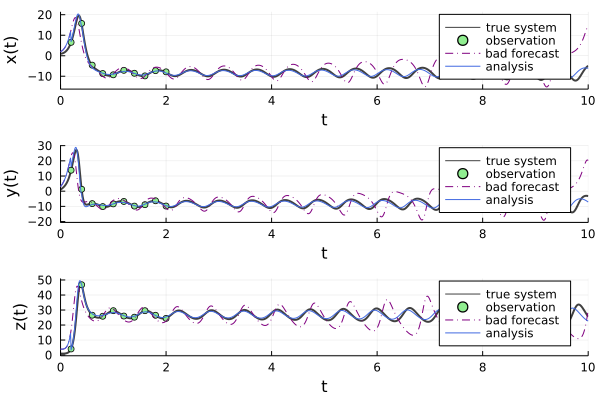 20
10
0
−10
x(t)
0 2 4 6 8 10
t
true system
observation
bad forecast
analysis
30
20
10
0
−10
−20
y(t)
0 2 4 6 8 10
t
true system
observation
bad forecast
analysis
50
40
30
20
10
0
z(t)
0 2 4 6 8 10
t
true system
observation
bad forecast
analysis